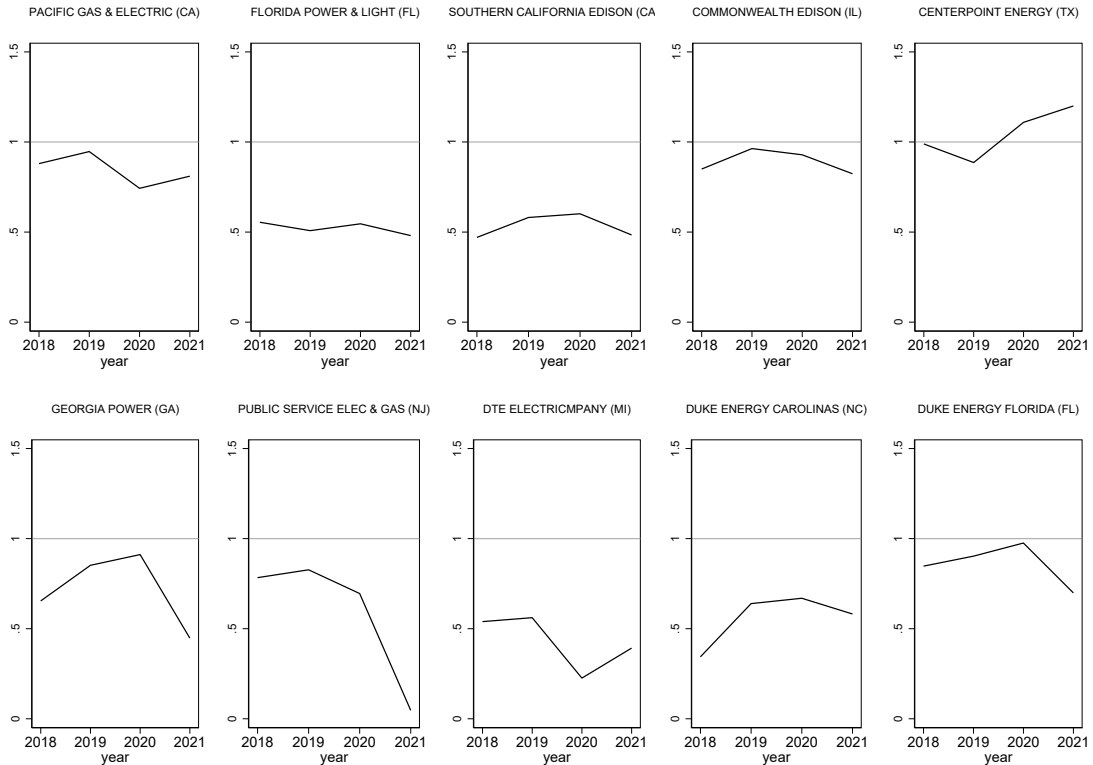 PACIFIC GAS & ELECTRIC (CA)
1.5
1
.5
0
2018 2019 2020 2021
year
FLORIDA POWER & LIGHT (FL)
1.5
1
.5
0
2018 2019 2020 2021
year
SOUTHERN CALIFORNIA EDISON (CA
1.5
1
.5
0
2018 2019 2020 2021
year
COMMONWEALTH EDISON (IL)
1.5
1
.5
0
2018 2019 2020 2021
year
CENTERPOINT ENERGY (TX)
1.5
1
.5
0
2018 2019 2020 2021
year
GEORGIA POWER (GA)
1.5
1
.5
0
2018 2019 2020 2021
year
PUBLIC SERVICE ELEC & GAS (NJ)
1.5
1
.5
0
2018 2019 2020 2021
year
DTE ELECTRICMPANY (MI)
1.5
1
.5
0
2018 2019 2020 2021
year
DUKE ENERGY CAROLINAS (NC)
1.5
1
.5
0
2018 2019 2020 2021
year
DUKE ENERGY FLORIDA (FL)
1.5
1
.5
0
2018 2019 2020 2021
year